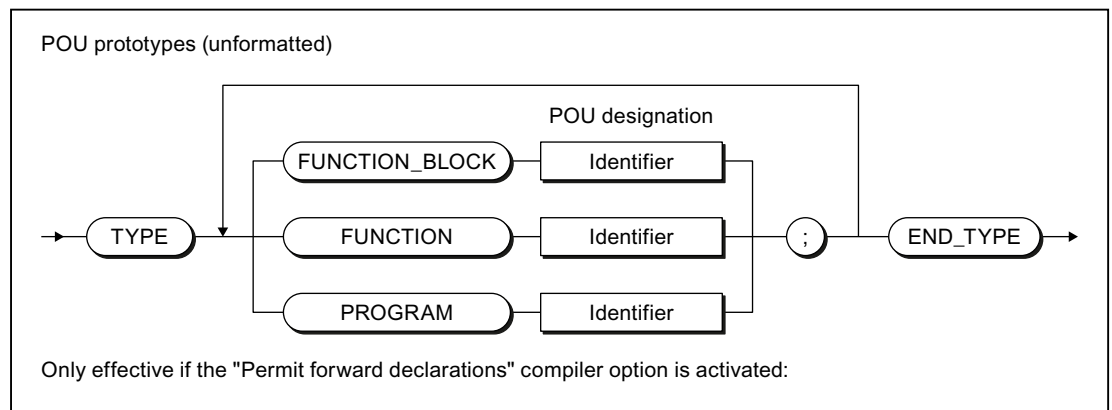 POU prototypes (unformatted)
POU designation
FUNCTION_BLOCK Identifier
TYPE FUNCTION Identifier ; END_TYPE
PROGRAM Identifier
Only effective if the "Permit forward declarations" compiler option is activated: